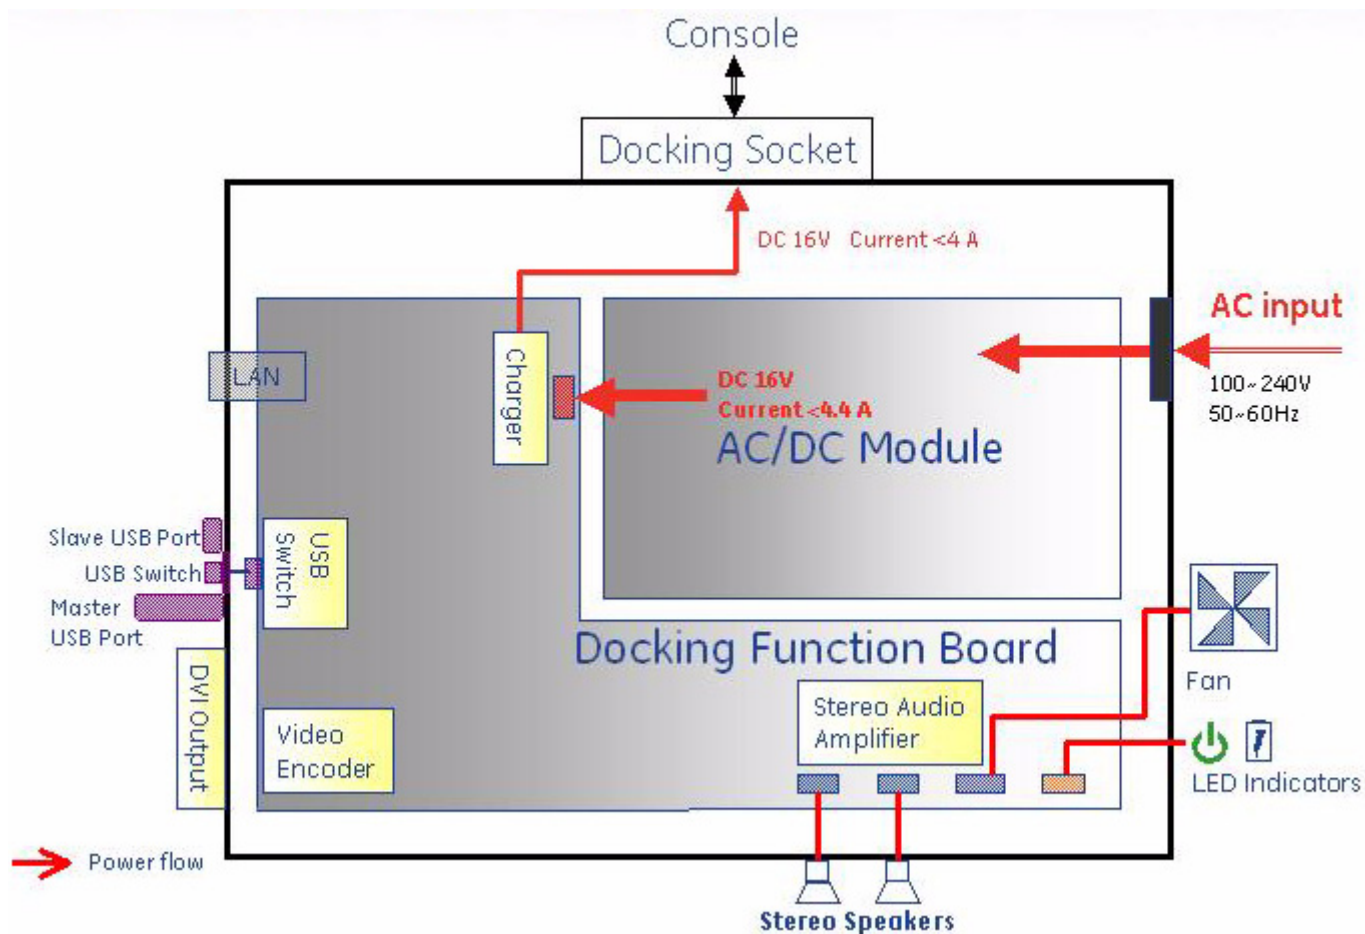 Console
Docking Socket
DC 16V   Current <4 A
AC input
100~240V
50~60Hz
LAN
Charger
DC 16V
Current <4.4 A
AC/DC Module
Slave USB Port
USB Switch
Master
USB Port
USB
Switch
Docking Function Board
Fan
DVI Output
Video
Encoder
Stereo Audio
Amplifier
LED Indicators
Power flow
Stereo Speakers